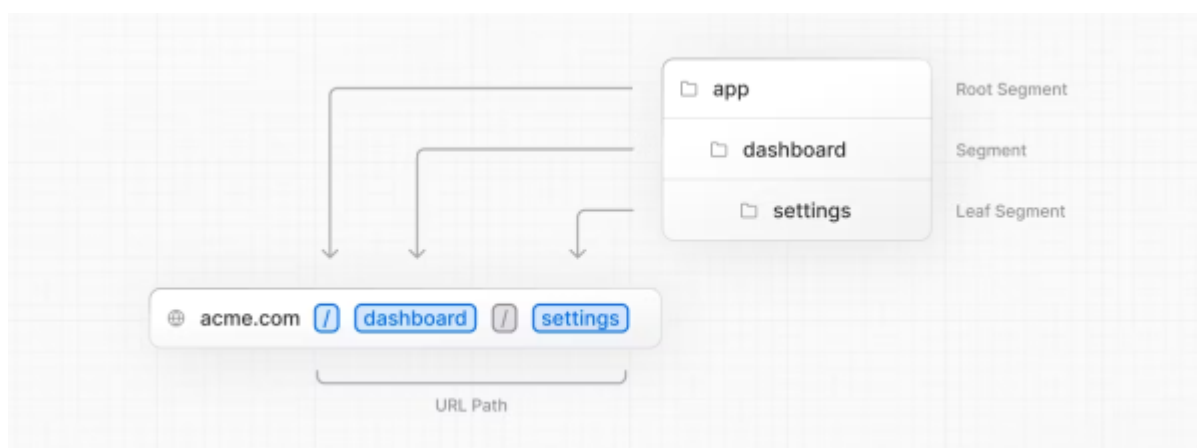 app
Root Segment
dashboard
Segment
settings
Leaf Segment
acme.com / dashboard / settings
URL Path